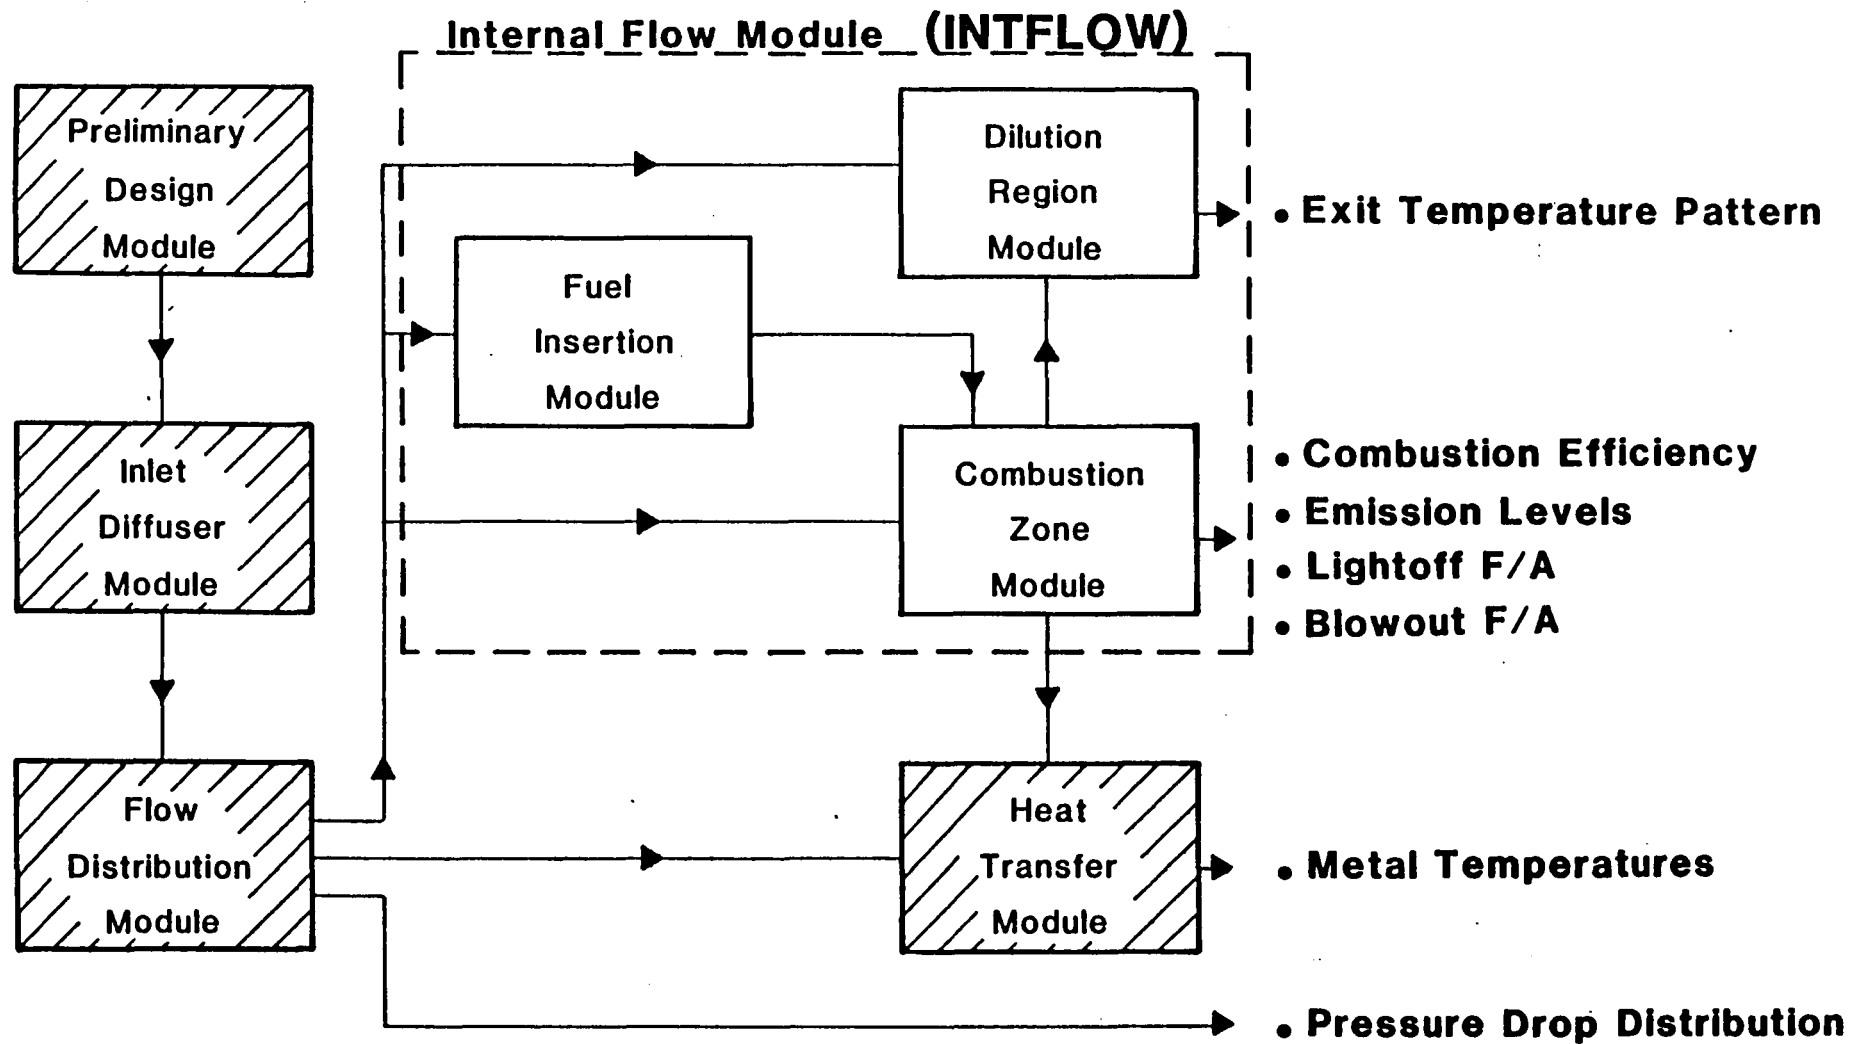 Internal Flow Module (INTFLOW)
Preliminary
Design
Module
Inlet
Diffuser
Module
Flow
Distribution
Module
Fuel
Insertion
Module
Dilution
Region
Module
Combustion
Zone
Module
Heat
Transfer
Module
• Exit Temperature Pattern
• Combustion Efficiency
• Emission Levels
• Lightoff F/A
• Blowout F/A
• Metal Temperatures
• Pressure Drop Distribution